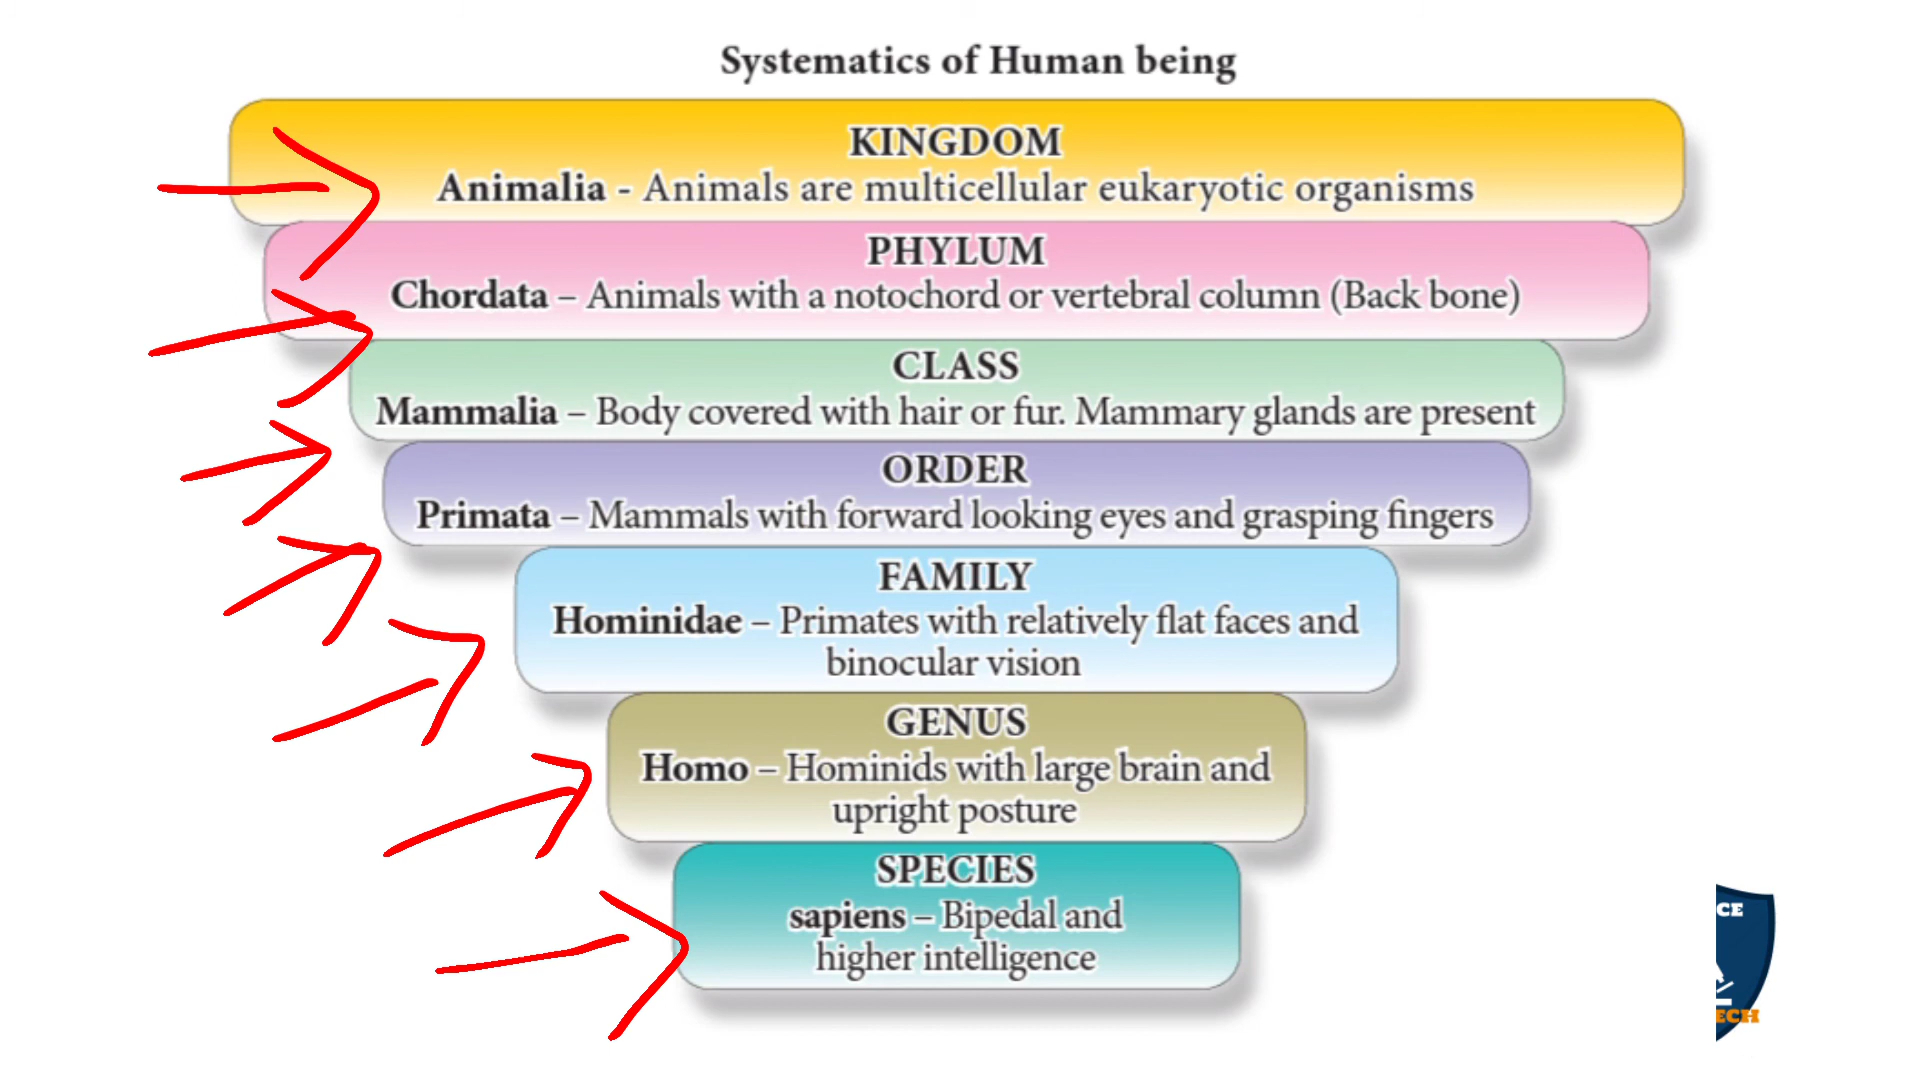 Systematics of Human being
KINGDOM
Animalia - Animals are multicellular eukaryotic organisms
PHYLUM
Chordata – Animals with a notochord or vertebral column (Back bone)
CLASS
Mammalia – Body covered with hair or fur. Mammary glands are present
ORDER
Primata – Mammals with forward looking eyes and grasping fingers
FAMILY
Hominidae – Primates with relatively flat faces and
binocular vision
GENUS
Homo – Hominids with large brain and
upright posture
SPECIES
sapiens – Bipedal and
higher intelligence
CE
ECH